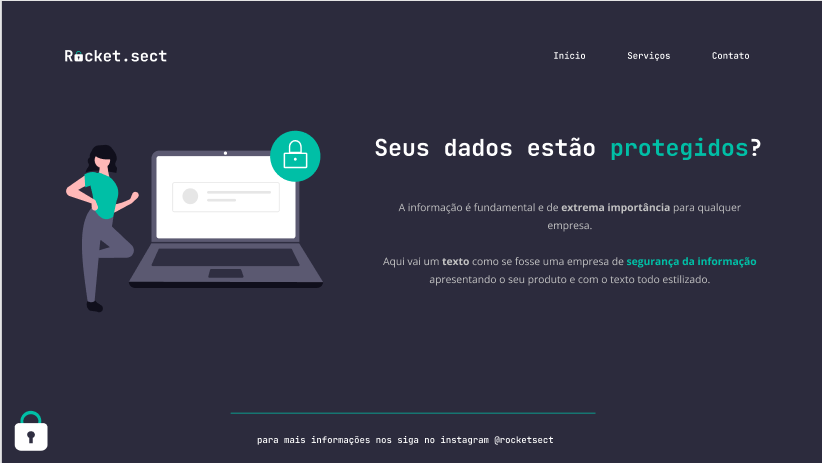 Rocket.sect
Início Serviços Contato
Seus dados estão protegidos?
A informação é fundamental e de extrema importância para qualquer
empresa.
Aqui vai um texto como se fosse uma empresa de segurança da informação
apresentando o seu produto e com o texto todo estilizado.
para mais informações nos siga no instagram @rocketsect